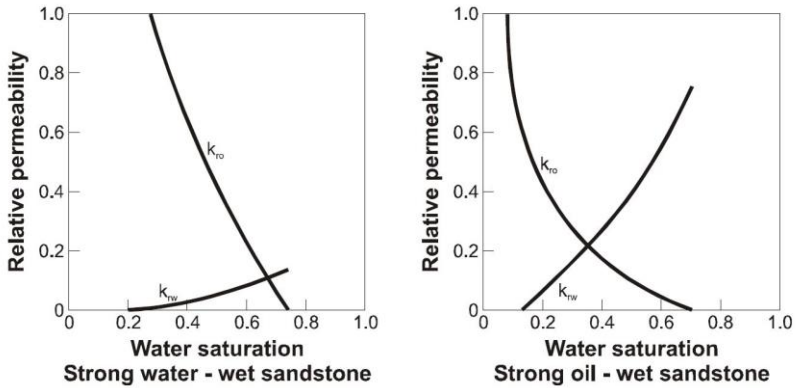 1.0
0.8
0.6
0.4
0.2
0
Relative permeability
kro
krw
0 0.2 0.4 0.6 0.8 1.0
Water saturation
Strong water - wet sandstone
1.0
0.8
0.6
0.4
0.2
0
Relative permeability
kro
krw
0 0.2 0.4 0.6 0.8 1.0
Water saturation
Strong oil - wet sandstone